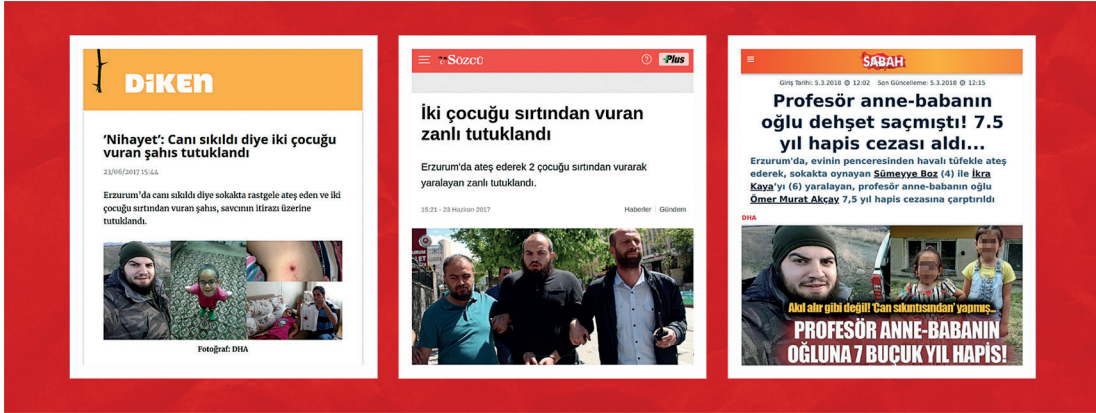 DiKEN
‘Nihayet’: Canı sıkıldı diye iki çocuğu
vuran şahıs tutuklandı
23/06/2017 15:44
Erzurum’da canı sıkıldı diye sokakta rastgele ateş eden ve iki
çocuğu sırtından vuran şahıs, savcının itirazı üzerine
tutuklandı.
Fotoğraf: DHA
SÖZCÜ
Plus
İki çocuğu sırtından vuran
zanlı tutuklandı
Erzurum'da ateş ederek 2 çocuğu sırtından vurarak
yaralayan zanlı tutuklandı.
15:21 - 23 Haziran 2017
Haberler Gündem
SABAH
Giriş Tarihi: 5.3.2018 12:02 Son Güncelleme: 5.3.2018 12:15
Profesör anne-babanın
oğlu dehşet saçmıştı! 7.5
yıl hapis cezası aldı...
Erzurum'da, evinin penceresinden havalı tüfekle ateş
ederek, sokakta oynayan Sümeyye Boz (4) ile İkra
Kaya'yı (6) yaralayan, profesör anne-babanın oğlu
Ömer Murat Akçay 7,5 yıl hapis cezasına çarptırıldı
DHA
Akıl alır gibi değil! 'Can sıkıntısından' yapmış...
PROFESÖR ANNE-BABANIN
OĞLUNA 7 BUÇUK YIL HAPİS!